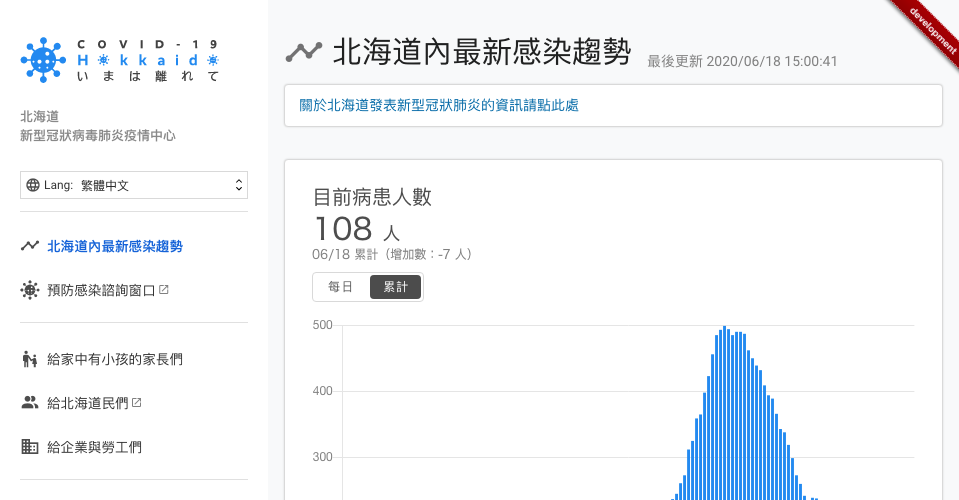 COVID-19
Hokkaido
いまは離れて
北海道
新型冠狀病毒肺炎疫情中心
Lang: 繁體中文
北海道內最新感染趨勢
預防感染諮詢窗口
給家中有小孩的家長們
給北海道民們
給企業與勞工們
北海道內最新感染趨勢
最後更新 2020/06/18 15:00:41
development
關於北海道發表新型冠狀肺炎的資訊請點此處
目前病患人數
108 人
06/18 累計（增加數：-7 人）
每日 累計
500
400
300